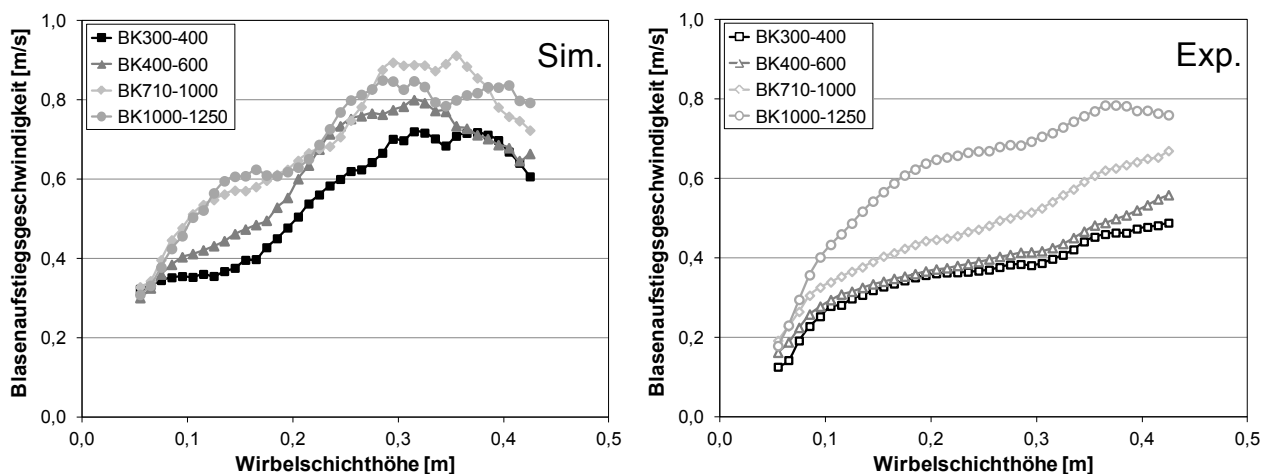 1,0
0,8
0,6
0,4
0,2
0,0
Blasenaufstiegsgeschwindigkeit [m/s]
BK300-400
BK400-600
BK710-1000
BK1000-1250
Sim.
0,0 0,1 0,2 0,3 0,4 0,5
Wirbelschichthöhe [m]
1,0
0,8
0,6
0,4
0,2
0,0
Blasenaufstiegsgeschwindigkeit [m/s]
BK300-400
BK400-600
BK710-1000
BK1000-1250
Exp.
0,0 0,1 0,2 0,3 0,4 0,5
Wirbelschichthöhe [m]